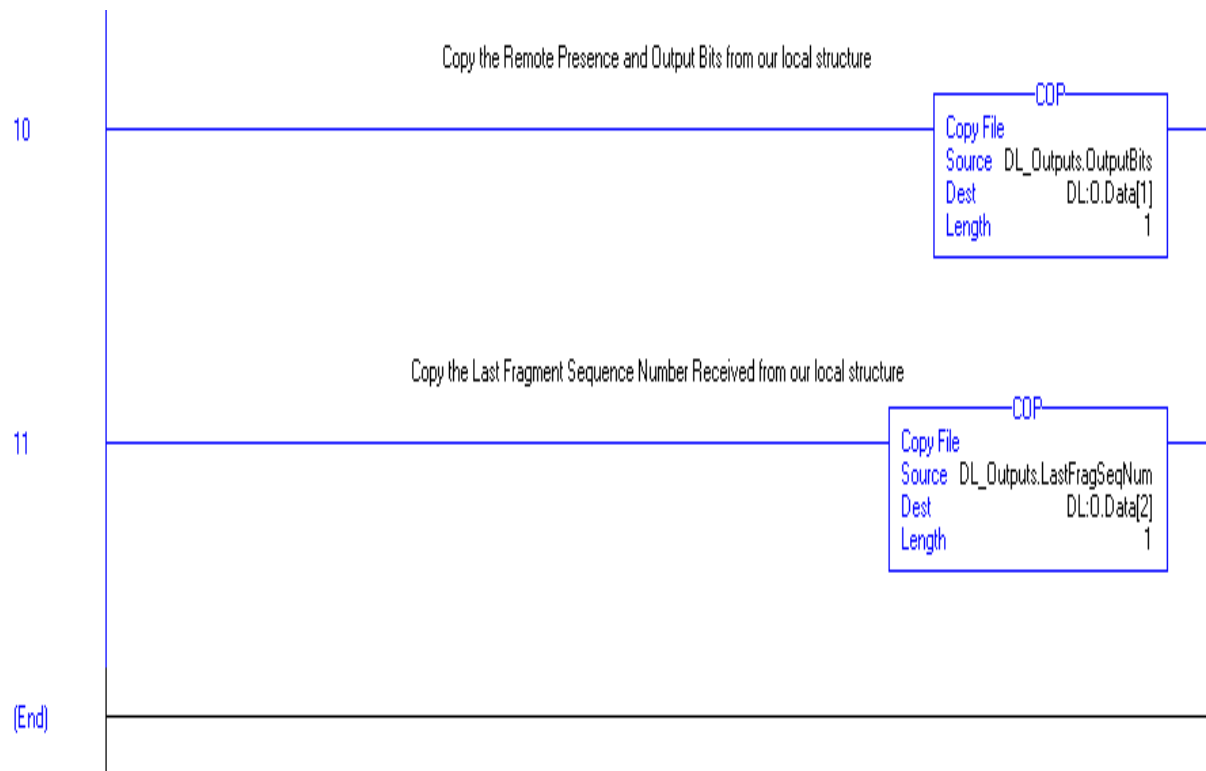 Copy the Remote Presence and Output Bits from our local structure
10
COP
Copy File
Source DL_Outputs.OutputBits
Dest DL:O.Data[1]
Length 1
Copy the Last Fragment Sequence Number Received from our local structure
11
COP
Copy File
Source DL_Outputs.LastFragSeqNum
Dest DL:O.Data[2]
Length 1
(End)